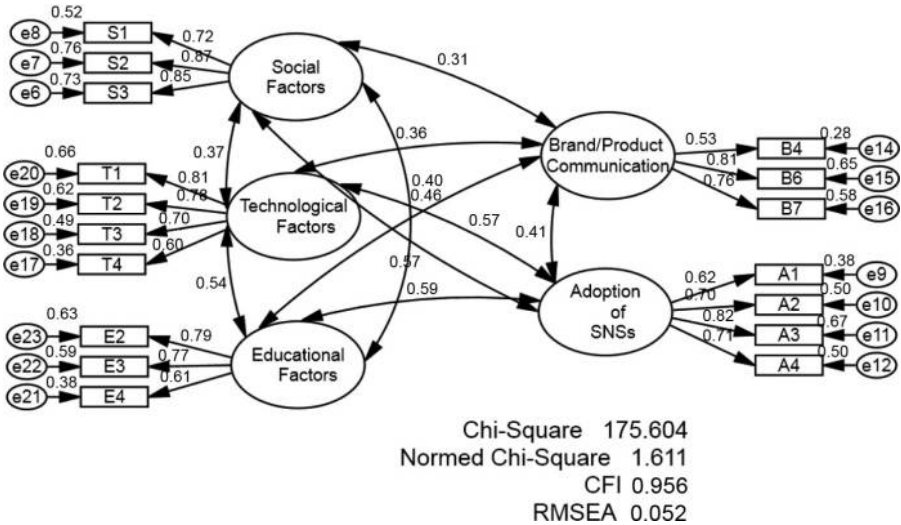 0.52
e8 S1
0.72
0.76
e7 S2
0.87
0.73
e6 S3
0.85
Social
Factors
0.31
0.37
0.36
0.66
e20 T1
0.81
0.62
e19 T2
0.78
0.49
e18 T3
0.70
0.36
e17 T4
0.60
Technological
Factors
0.40
0.46
0.57
0.57
0.54
0.59
0.41
Brand/Product
Communication
0.53
B4
0.28
e14
0.81
B6
0.65
e15
0.76
B7
0.58
e16
Adoption
of
SNSs
0.62
A1
0.38
e9
0.70
A2
0.50
e10
0.82
A3
0.67
e11
0.71
A4
0.50
e12
0.63
e23 E2
0.79
0.59
e22 E3
0.77
0.38
e21 E4
0.61
Educational
Factors
Chi-Square 175.604
Normed Chi-Square 1.611
CFI 0.956
RMSEA 0.052